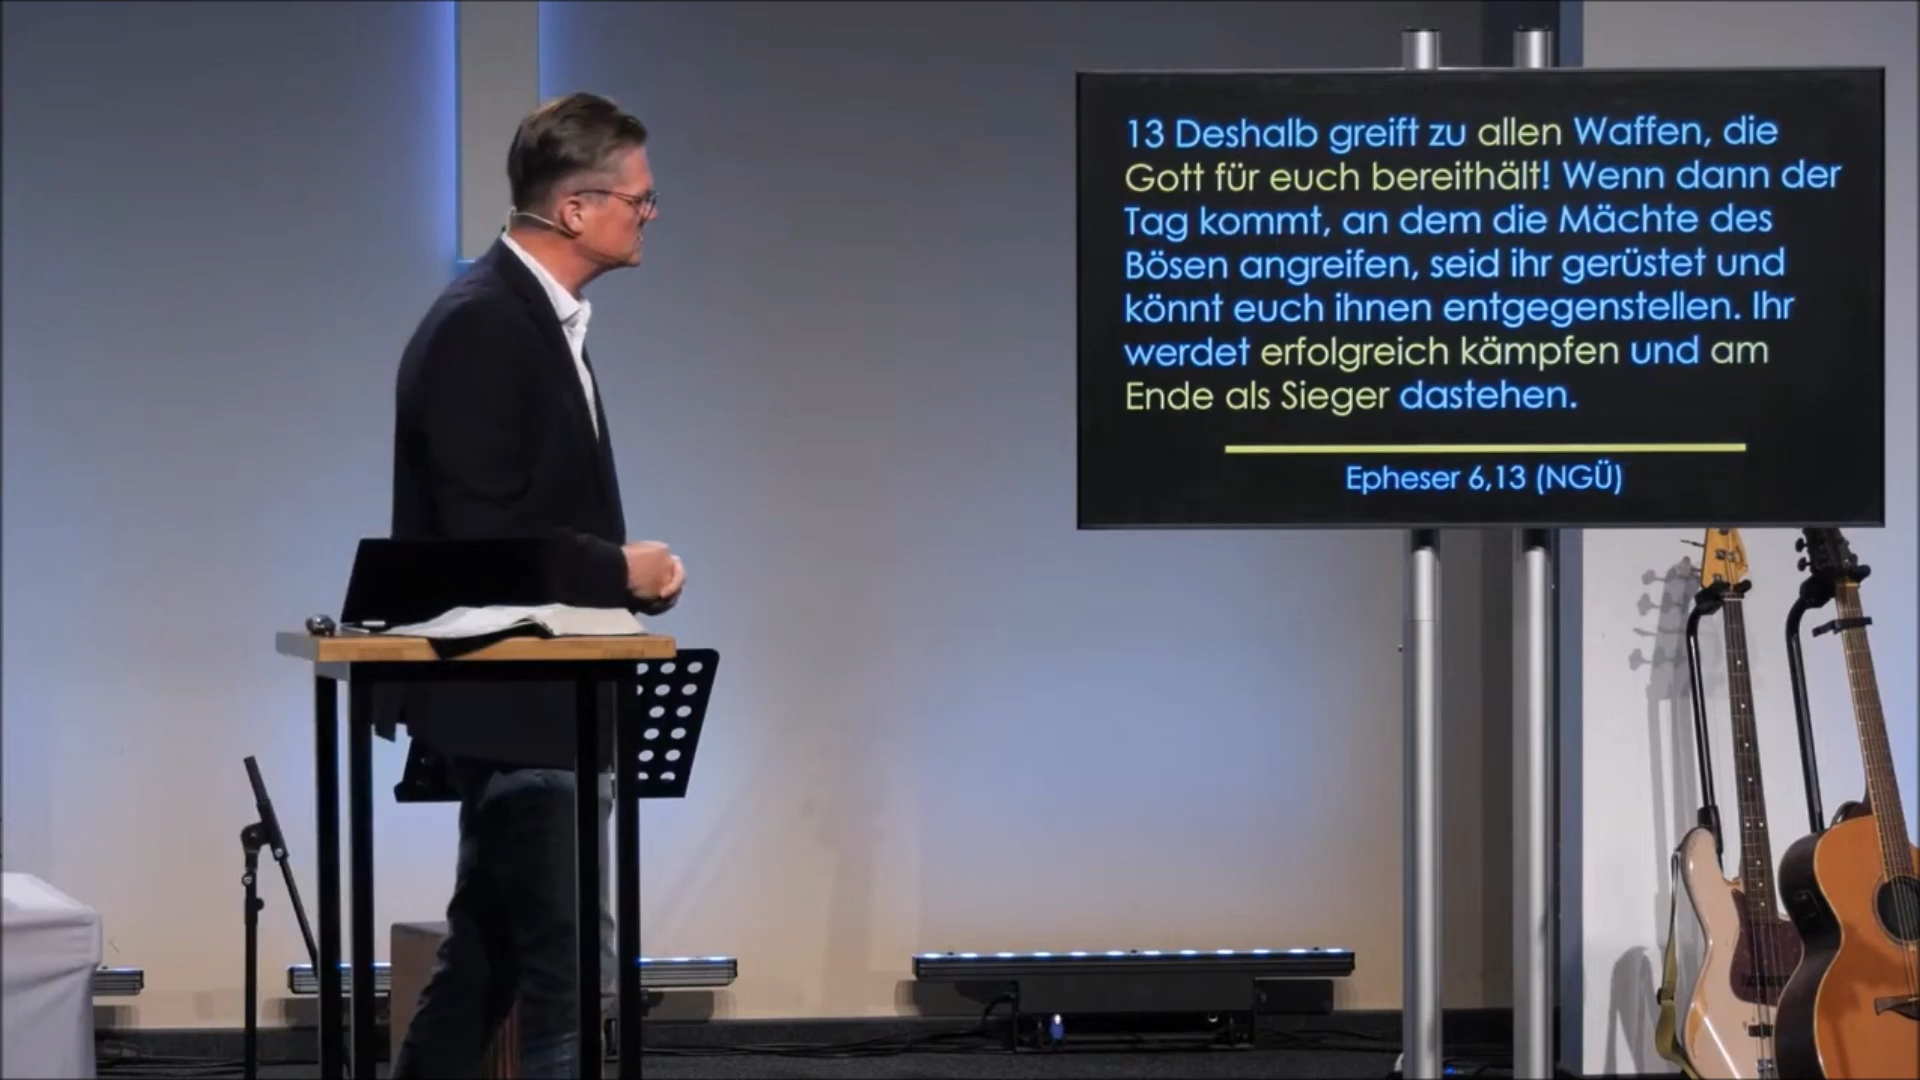 13 Deshalb greift zu allen Waffen, die
Gott für euch bereithält! Wenn dann der
Tag kommt, an dem die Mächte des
Bösen angreifen, seid ihr gerüstet und
könnt euch ihnen entgegenstellen. Ihr
werdet erfolgreich kämpfen und am
Ende als Sieger dastehen.
Epheser 6,13 (NGÜ)